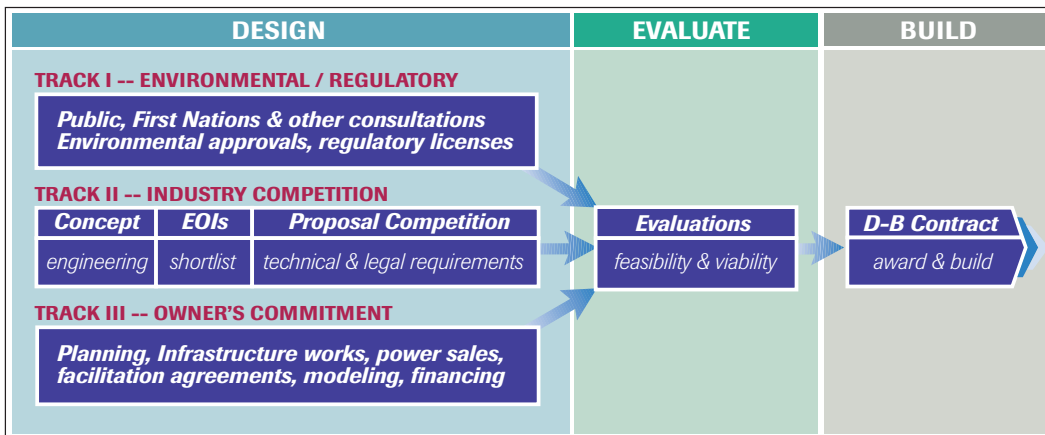 DESIGN
EVALUATE
BUILD
TRACK I -- ENVIRONMENTAL / REGULATORY
Public, First Nations & other consultations
Environmental approvals, regulatory licenses
TRACK II -- INDUSTRY COMPETITION
Concept
EOIs
Proposal Competition
engineering
shortlist
technical & legal requirements
TRACK III -- OWNER'S COMMITMENT
Planning, Infrastructure works, power sales,
facilitation agreements, modeling, financing
Evaluations
feasibility & viability
D-B Contract
award & build